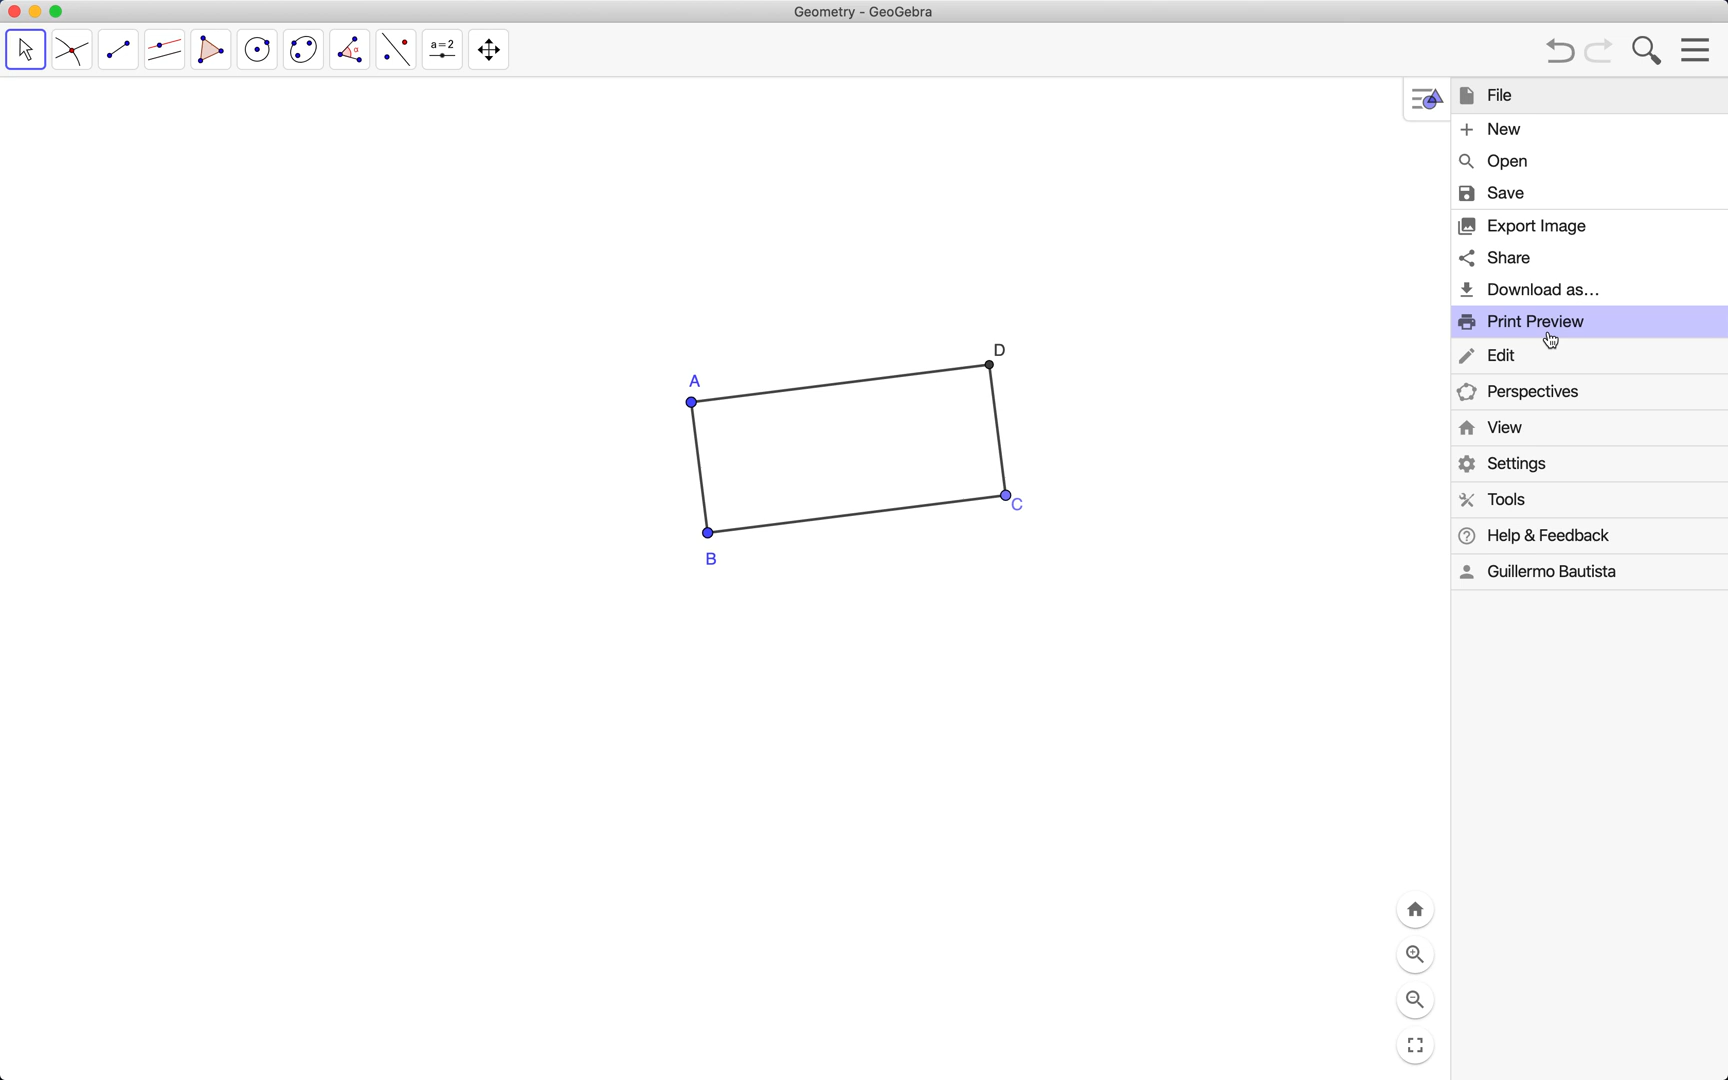 Geometry - GeoGebra
α
a=2
File
New
Open
Save
Export Image
Share
Download as...
Print Preview
Edit
Perspectives
View
Settings
Tools
Help & Feedback
Guillermo Bautista
D
A
C
B